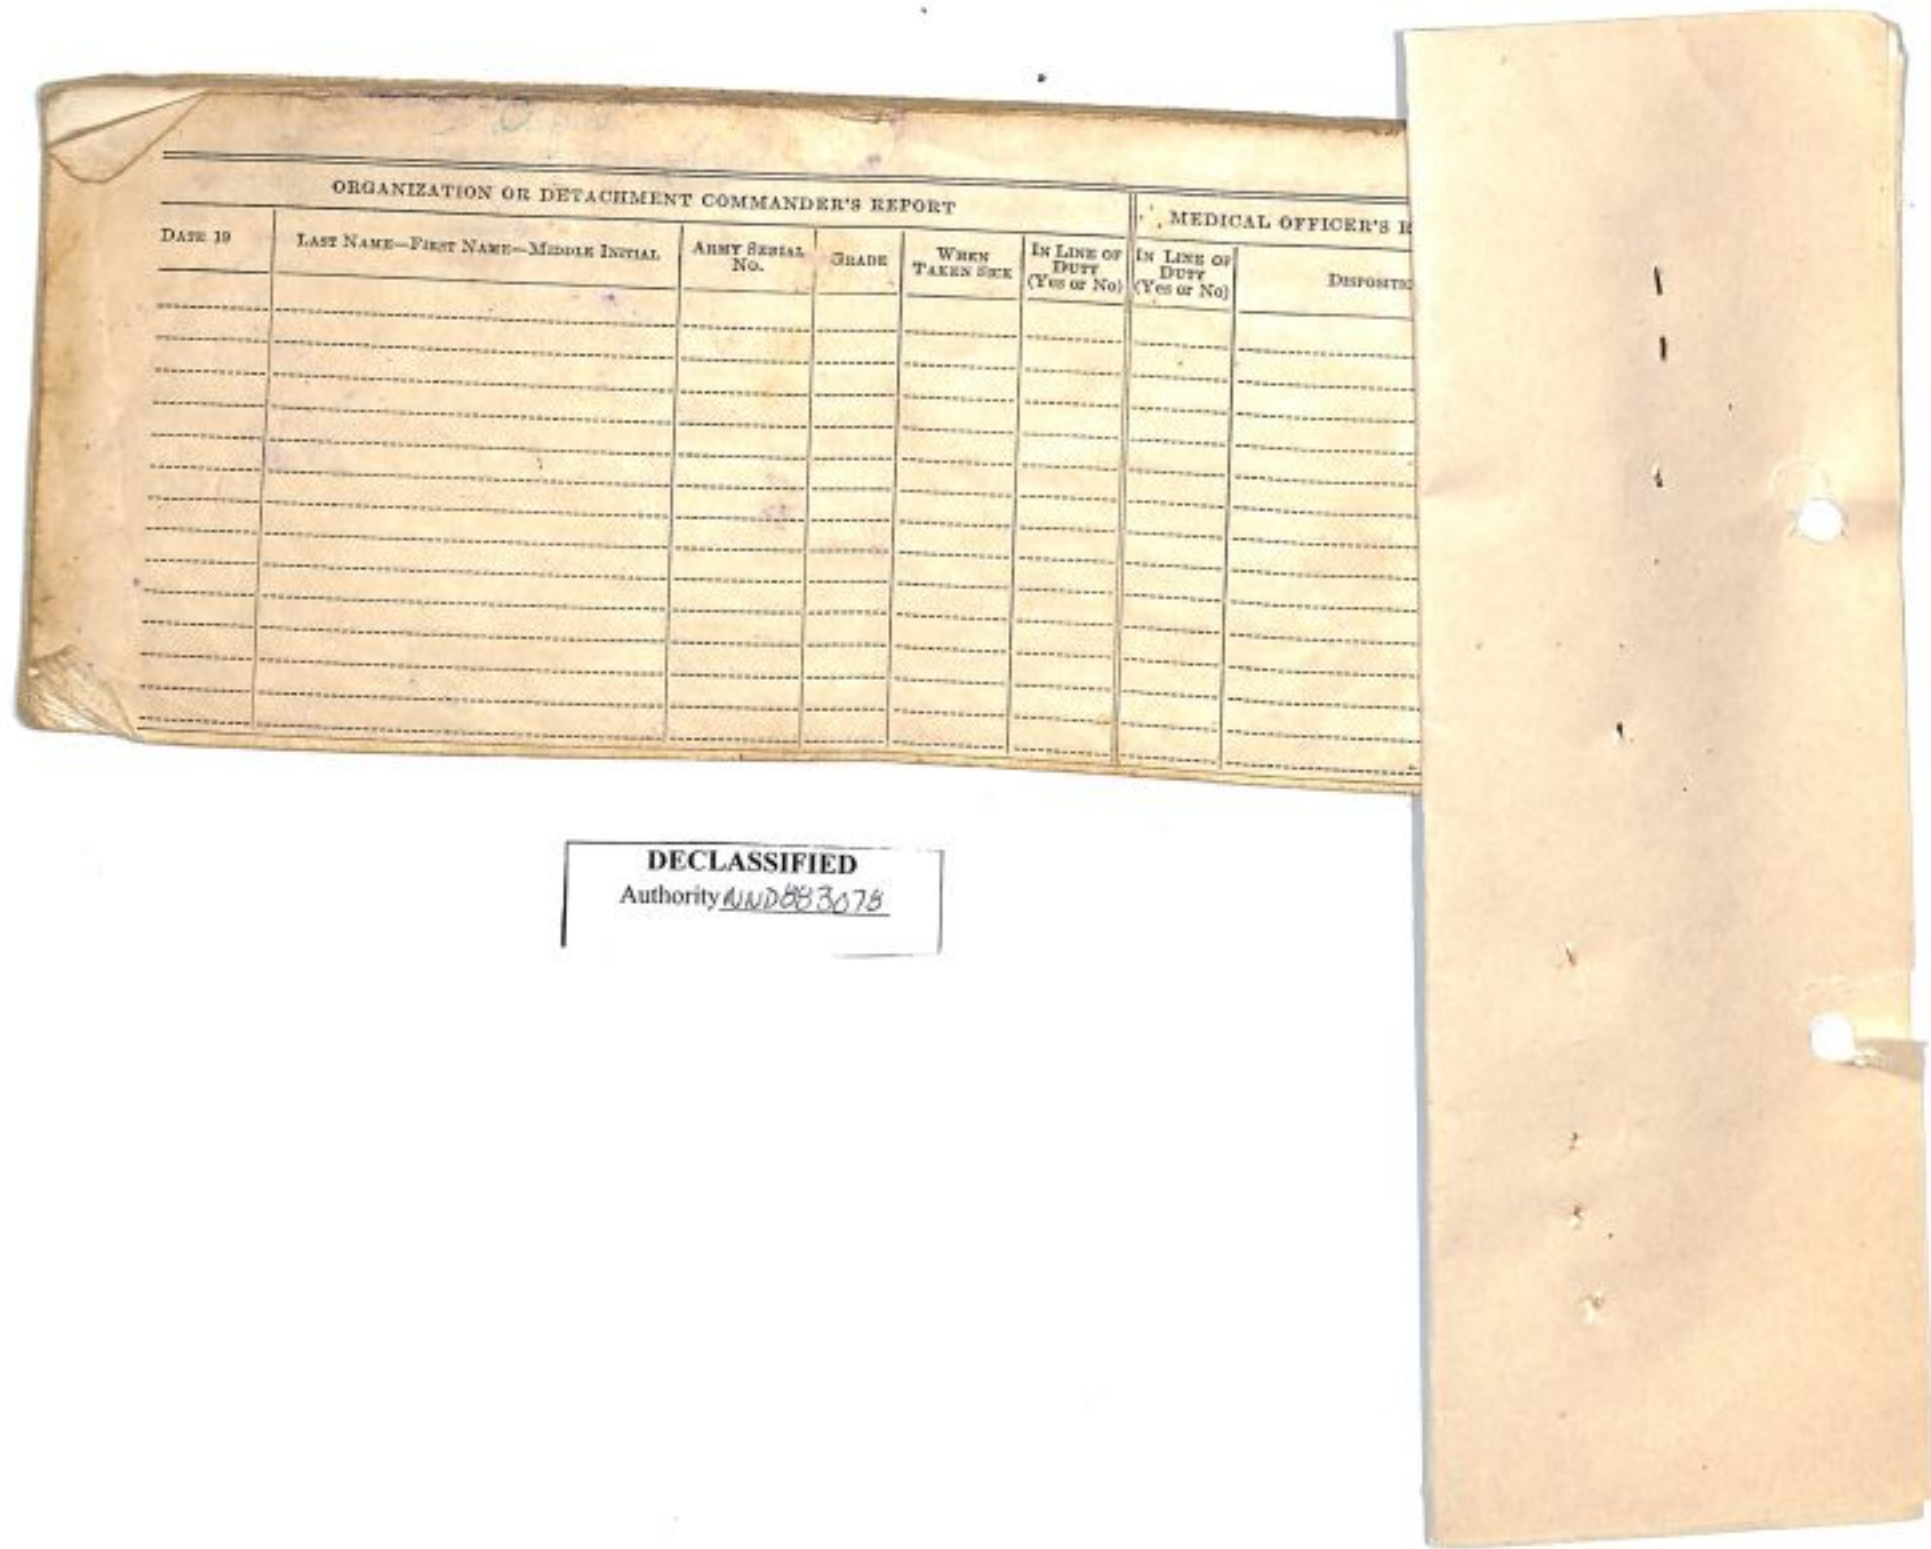 ORGANIZATION OR DETACHMENT COMMANDER'S REPORT
MEDICAL OFFICER'S R
DATE 19
LAST NAME—FIRST NAME—MIDDLE INITIAL
ARMY SERIAL
NO.
GRADE
WHEN
TAKEN SICK
IN LINE OF
DUTY
(Yes or No)
IN LINE OF
DUTY
(Yes or No)
DISPOSITIO
DECLASSIFIED
Authority NND883078